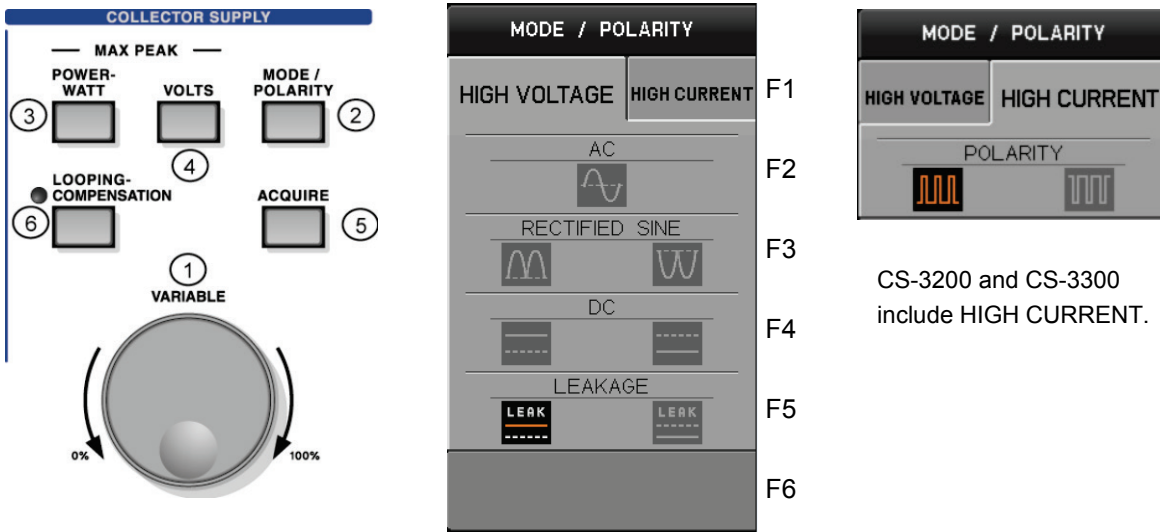 COLLECTOR SUPPLY
MAX PEAK
POWER-
WATT
VOLTS
MODE /
POLARITY
3
2
4
LOOPING-
COMPENSATION
ACQUIRE
6
5
1
VARIABLE
0%
100%
MODE / POLARITY
HIGH VOLTAGE
HIGH CURRENT
F1
AC
F2
RECTIFIED SINE
F3
DC
F4
LEAKAGE
LEAK
LEAK
F5
F6
MODE / POLARITY
HIGH VOLTAGE
HIGH CURRENT
POLARITY
CS-3200 and CS-3300
include HIGH CURRENT.